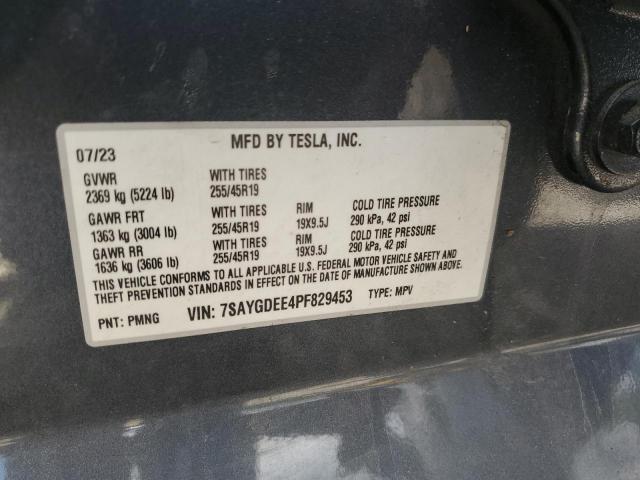 MFD BY TESLA, INC.
07/23
GVWR WITH TIRES
2369 kg (5224 lb) 255/45R19
GAWR FRT WITH TIRES RIM COLD TIRE PRESSURE
1363 kg (3004 lb) 255/45R19 19X9.5J 290 kPa, 42 psi
GAWR RR WITH TIRES RIM COLD TIRE PRESSURE
1636 kg (3606 lb) 255/45R19 19X9.5J 290 kPa, 42 psi
THIS VEHICLE CONFORMS TO ALL APPLICABLE U.S. FEDERAL MOTOR VEHICLE SAFETY AND
THEFT PREVENTION STANDARDS IN EFFECT ON THE DATE OF MANUFACTURE SHOWN ABOVE.
PNT: PMNG VIN: 7SAYGDEE4PF829453 TYPE: MPV